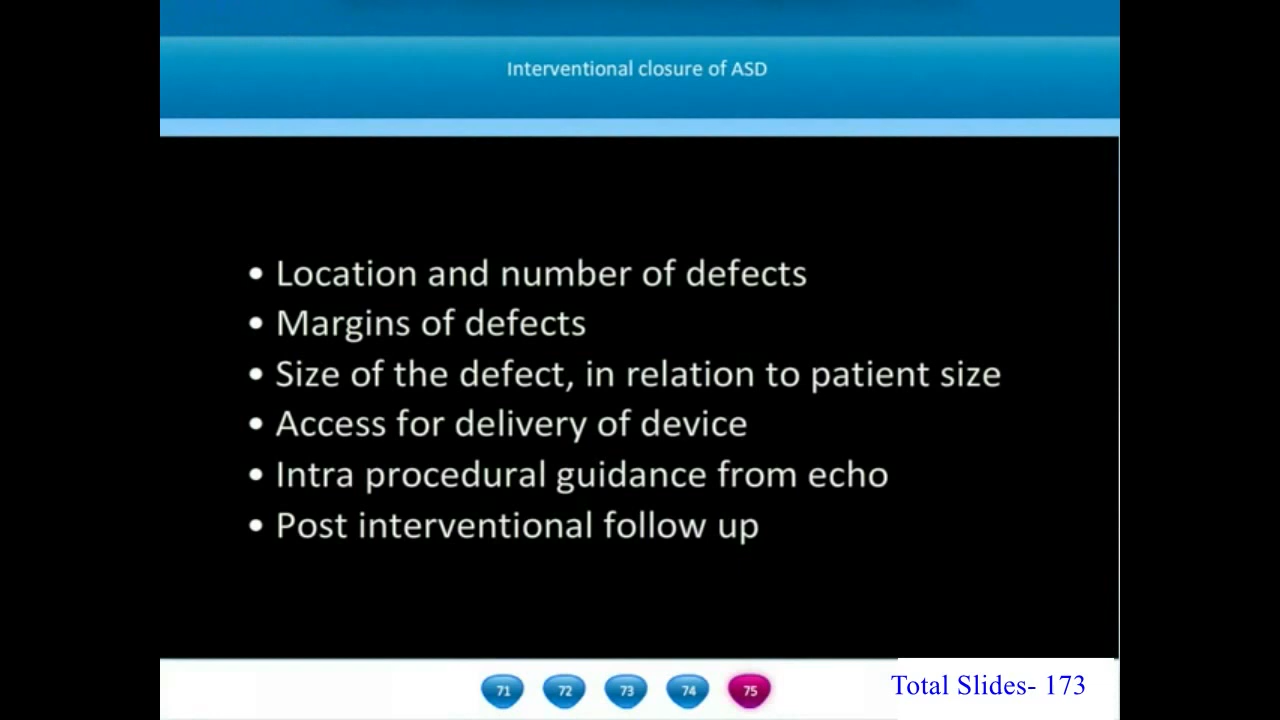 Interventional closure of ASD
• Location and number of defects
• Margins of defects
• Size of the defect, in relation to patient size
• Access for delivery of device
• Intra procedural guidance from echo
• Post interventional follow up
71 72 73 74 75
Total Slides- 173